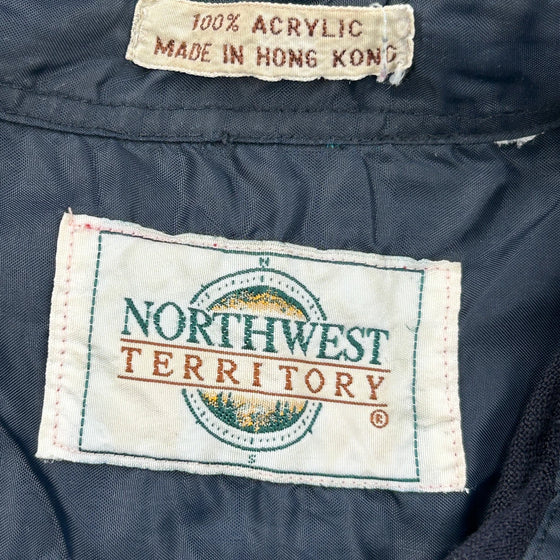 100% ACRYLIC
MADE IN HONG KONG
N
NORTHWEST
TERRITORY
®
S